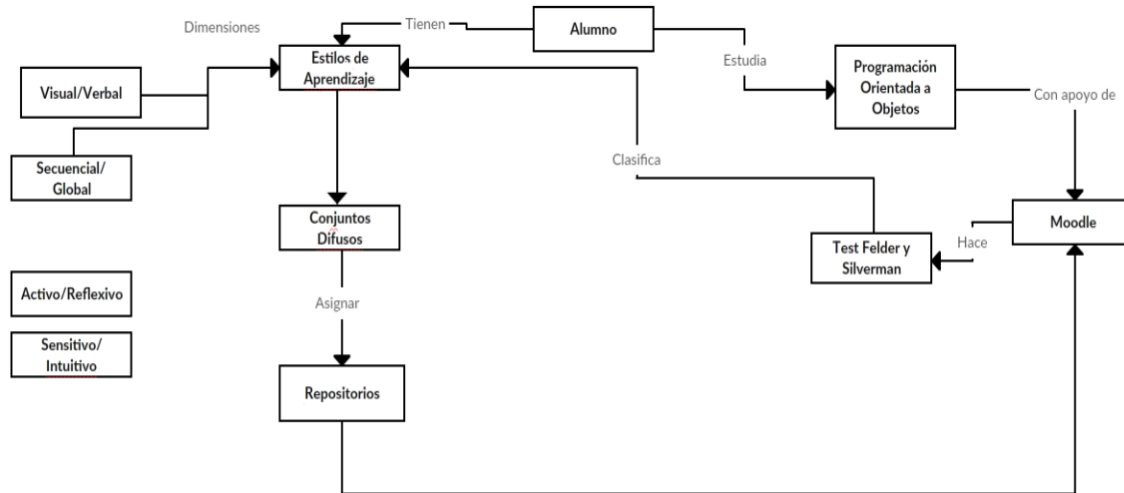 Dimensiones
Tienen
Alumno
Estilos de
Aprendizaje
Estudia
Programación
Orientada a
Objetos
Visual/Verbal
Con apoyo de
Secuencial/
Global
Clasifica
Conjuntos
Difusos
Moodle
Test Felder y
Silverman
Hace
Activo/Reflexivo
Asignar
Sensitivo/
Intuitivo
Repositorios